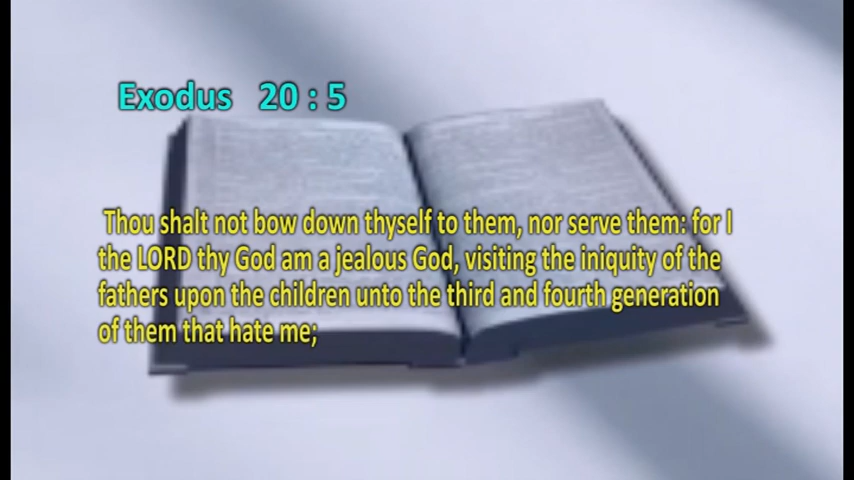 Exodus 20 : 5
Thou shalt not bow down thyself to them, nor serve them: for I
the LORD thy God am a jealous God, visiting the iniquity of the
fathers upon the children unto the third and fourth generation
of them that hate me;